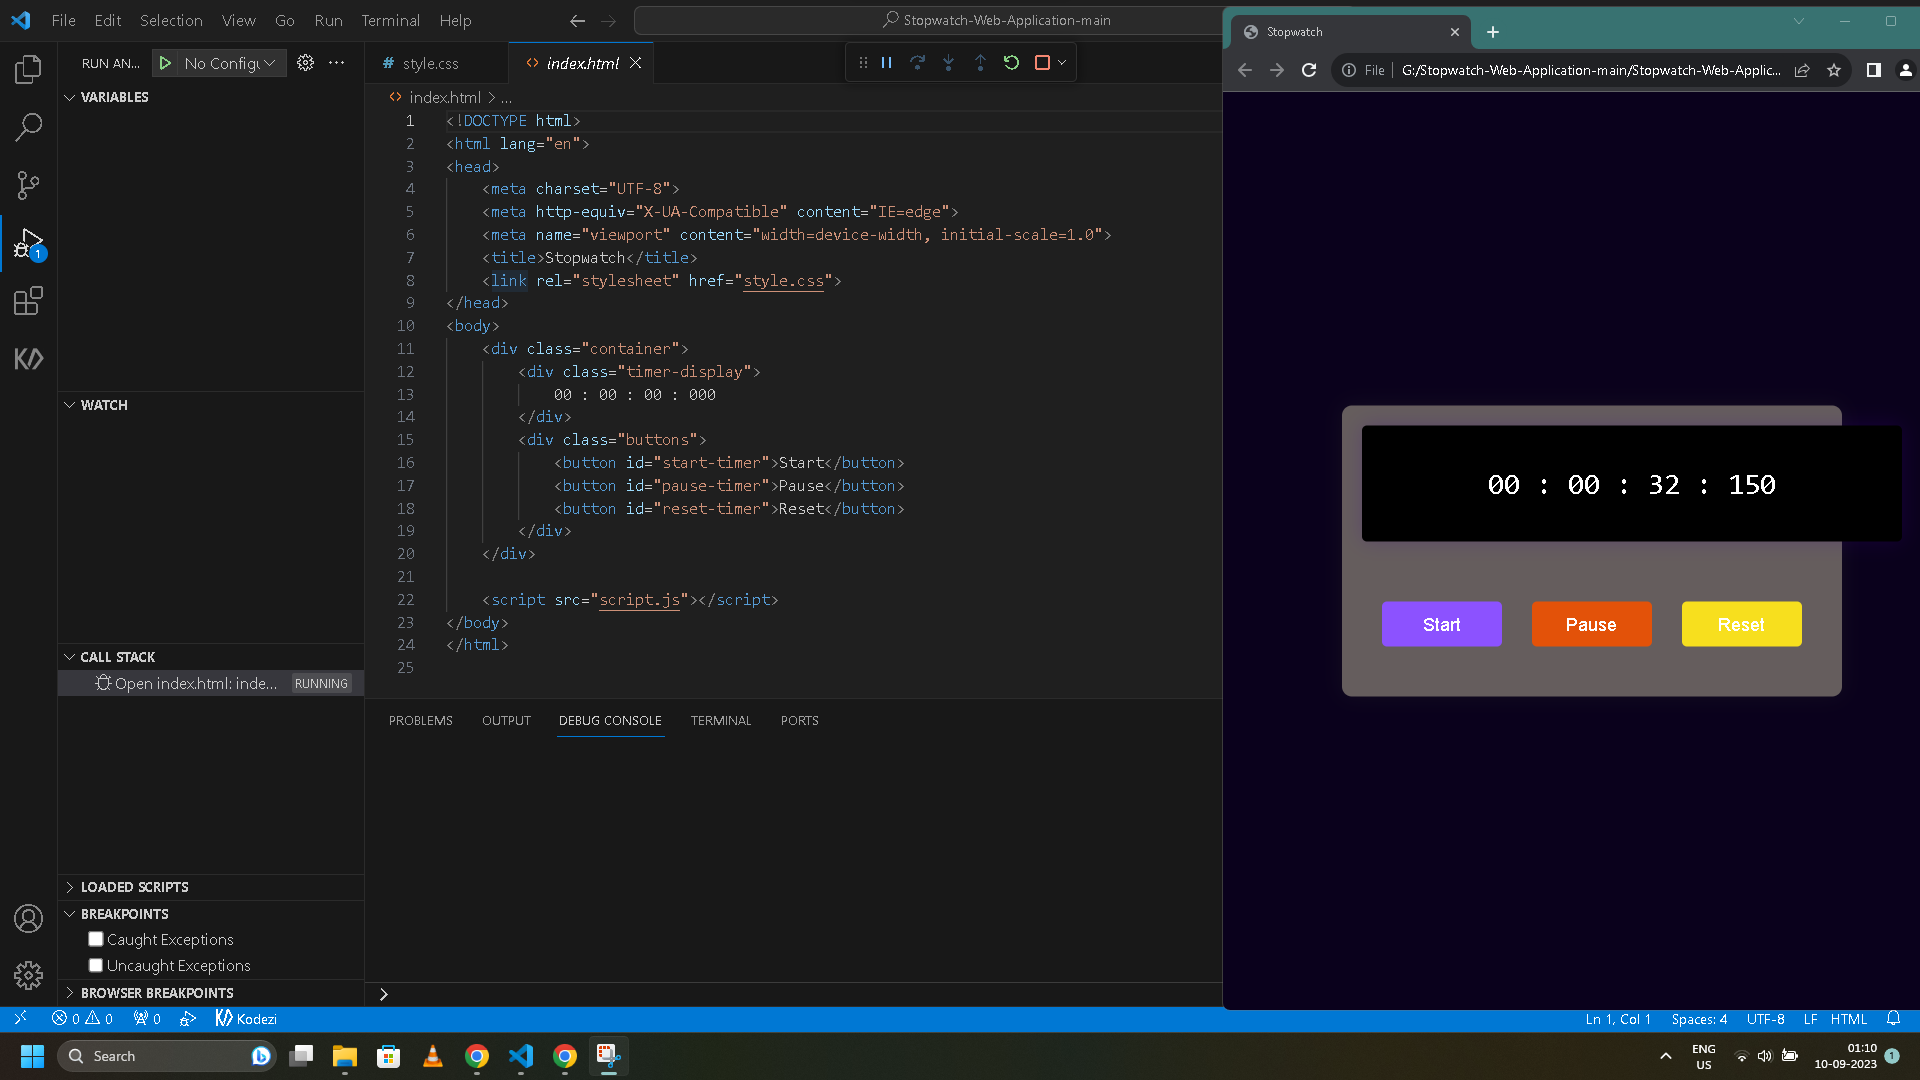 File Edit Selection View Go Run Terminal Help
Stopwatch-Web-Application-main
RUN AN... No Configu
style.css
index.html
index.html > ...
VARIABLES
WATCH
CALL STACK
Open index.html: inde... RUNNING
LOADED SCRIPTS
BREAKPOINTS
Caught Exceptions
Uncaught Exceptions
BROWSER BREAKPOINTS
1
1 <!DOCTYPE html>
2 <html lang="en">
3 <head>
4 <meta charset="UTF-8">
5 <meta http-equiv="X-UA-Compatible" content="IE=edge">
6 <meta name="viewport" content="width=device-width, initial-scale=1.0">
7 <title>Stopwatch</title>
8 <link rel="stylesheet" href="style.css">
9 </head>
10 <body>
11 <div class="container">
12 <div class="timer-display">
13 00 : 00 : 00 : 000
14 </div>
15 <div class="buttons">
16 <button id="start-timer">Start</button>
17 <button id="pause-timer">Pause</button>
18 <button id="reset-timer">Reset</button>
19 </div>
20 </div>
21
22 <script src="script.js"></script>
23 </body>
24 </html>
25
PROBLEMS OUTPUT DEBUG CONSOLE TERMINAL PORTS
Stopwatch
File G:/Stopwatch-Web-Application-main/Stopwatch-Web-Applic...
00 : 00 : 32 : 150
Start Pause Reset
0 0 0 Kodezi
Ln 1, Col 1 Spaces: 4 UTF-8 LF HTML
Search
ENG
US
01:10
10-09-2023
1